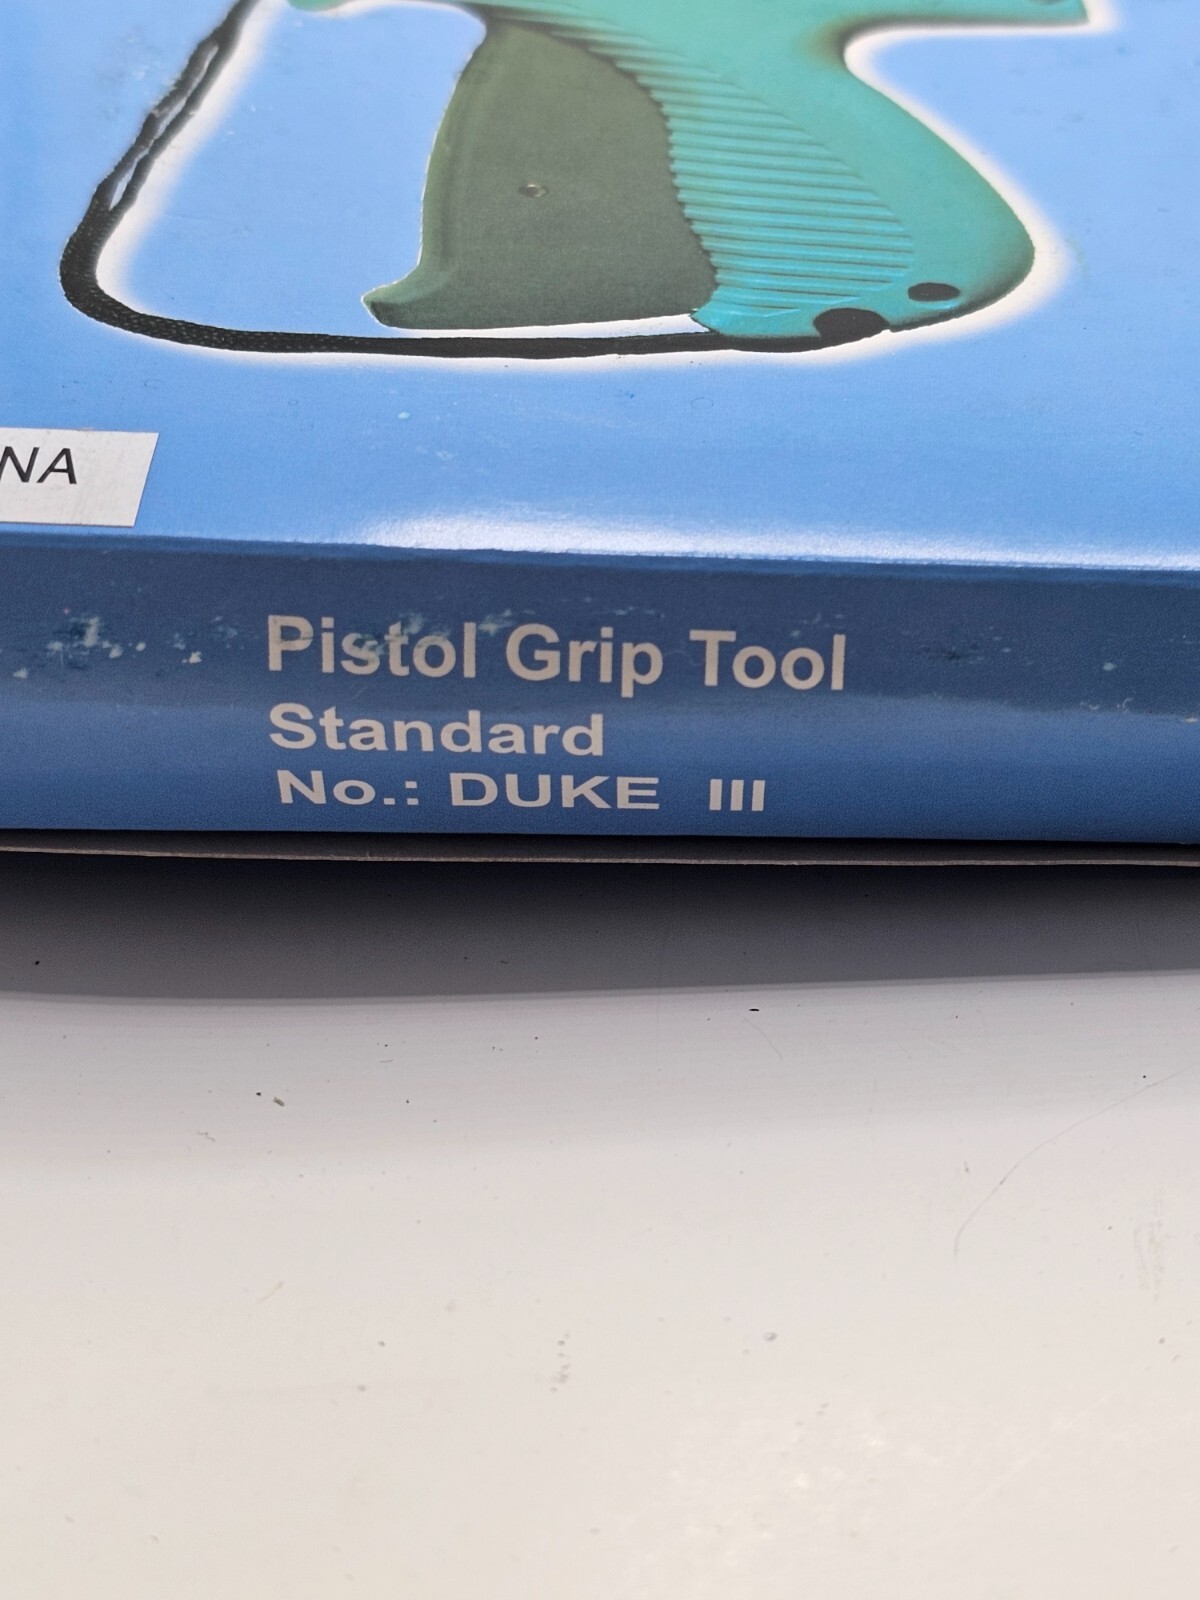 NA
Pistol Grip Tool
Standard
No.: DUKE III